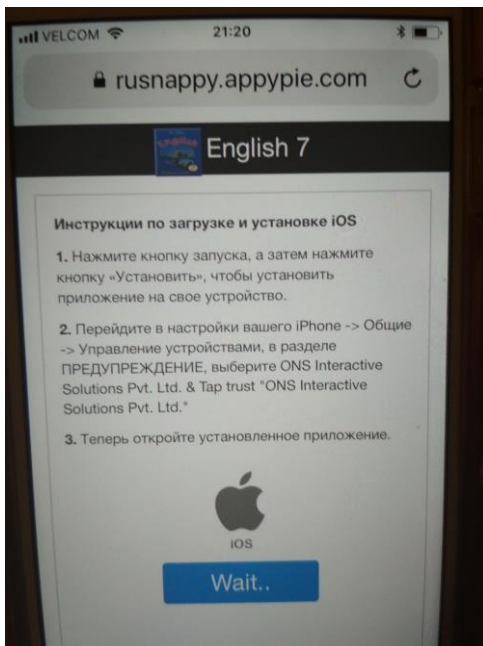 VELCOM 21:20
rusnappy.appypie.com
English
English 7
Инструкции по загрузке и установке iOS
1. Нажмите кнопку запуска, а затем нажмите
кнопку «Установить», чтобы установить
приложение на свое устройство.
2. Перейдите в настройки вашего iPhone -> Общие
-> Управление устройствами, в разделе
ПРЕДУПРЕЖДЕНИЕ, выберите ONS Interactive
Solutions Pvt. Ltd. & Tap trust "ONS Interactive
Solutions Pvt. Ltd."
3. Теперь откройте установленное приложение.
iOS
Wait..